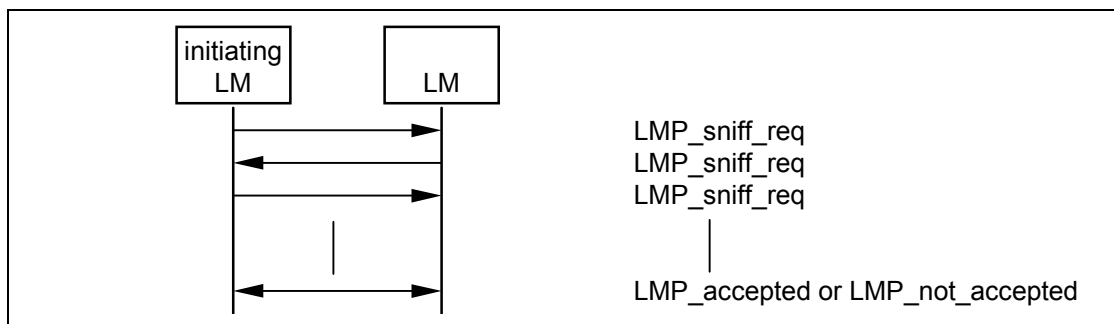 initiating
LM
LM
LMP_sniff_req
LMP_sniff_req
LMP_sniff_req
LMP_accepted or LMP_not_accepted